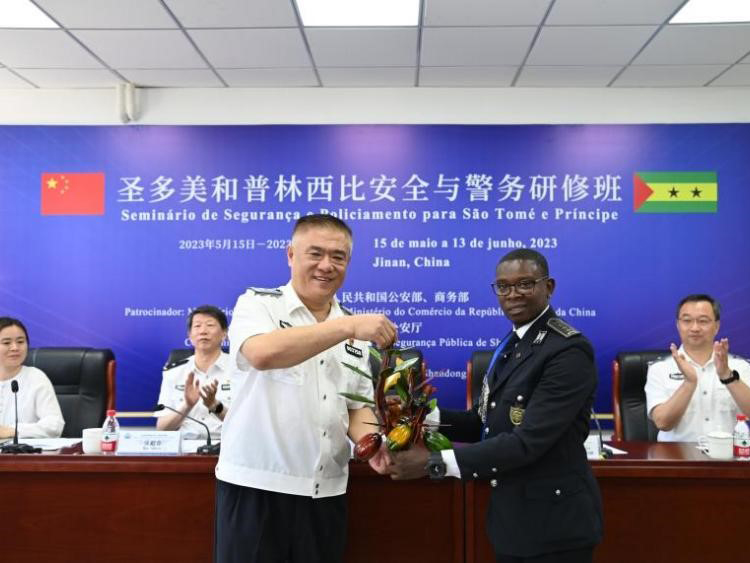 圣多美和普林西比安全与警务研修班
Seminário de Segurança e Policiamento para São Tomé e Príncipe
2023年5月15日－202
15 de maio a 13 de junho, 2023
Jinan, China
人民共和国公安部、商务部
Patrocinador:
Ministério do Comércio da República
da China
安厅
Segurança Pública de
Shandong